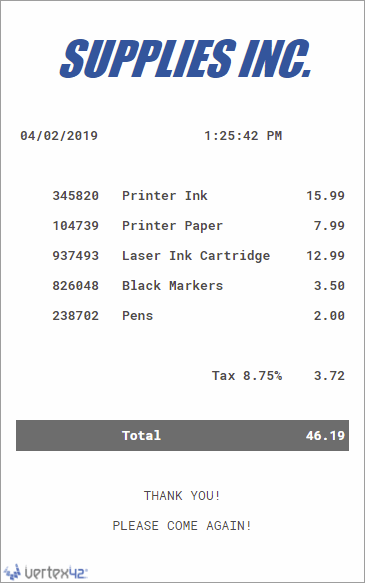 SUPPLIES INC.
04/02/2019 1:25:42 PM
345820 Printer Ink 15.99
104739 Printer Paper 7.99
937493 Laser Ink Cartridge 12.99
826048 Black Markers 3.50
238702 Pens 2.00
Tax 8.75% 3.72
Total 46.19
THANK YOU!
PLEASE COME AGAIN!
vertex42